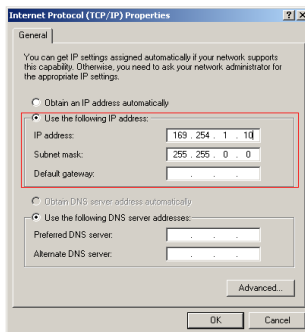 Internet Protocol (TCP/IP) Properties
General
You can get IP settings assigned automatically if your network supports
this capability. Otherwise, you need to ask your network administrator for
the appropriate IP settings.
Obtain an IP address automatically
Use the following IP address:
IP address: 169 . 254 . 1 . 10
Subnet mask: 255 . 255 . 0 . 0
Default gateway: . . .
Obtain DNS server address automatically
Use the following DNS server addresses:
Preferred DNS server: . . .
Alternate DNS server: . . .
Advanced...
OK Cancel